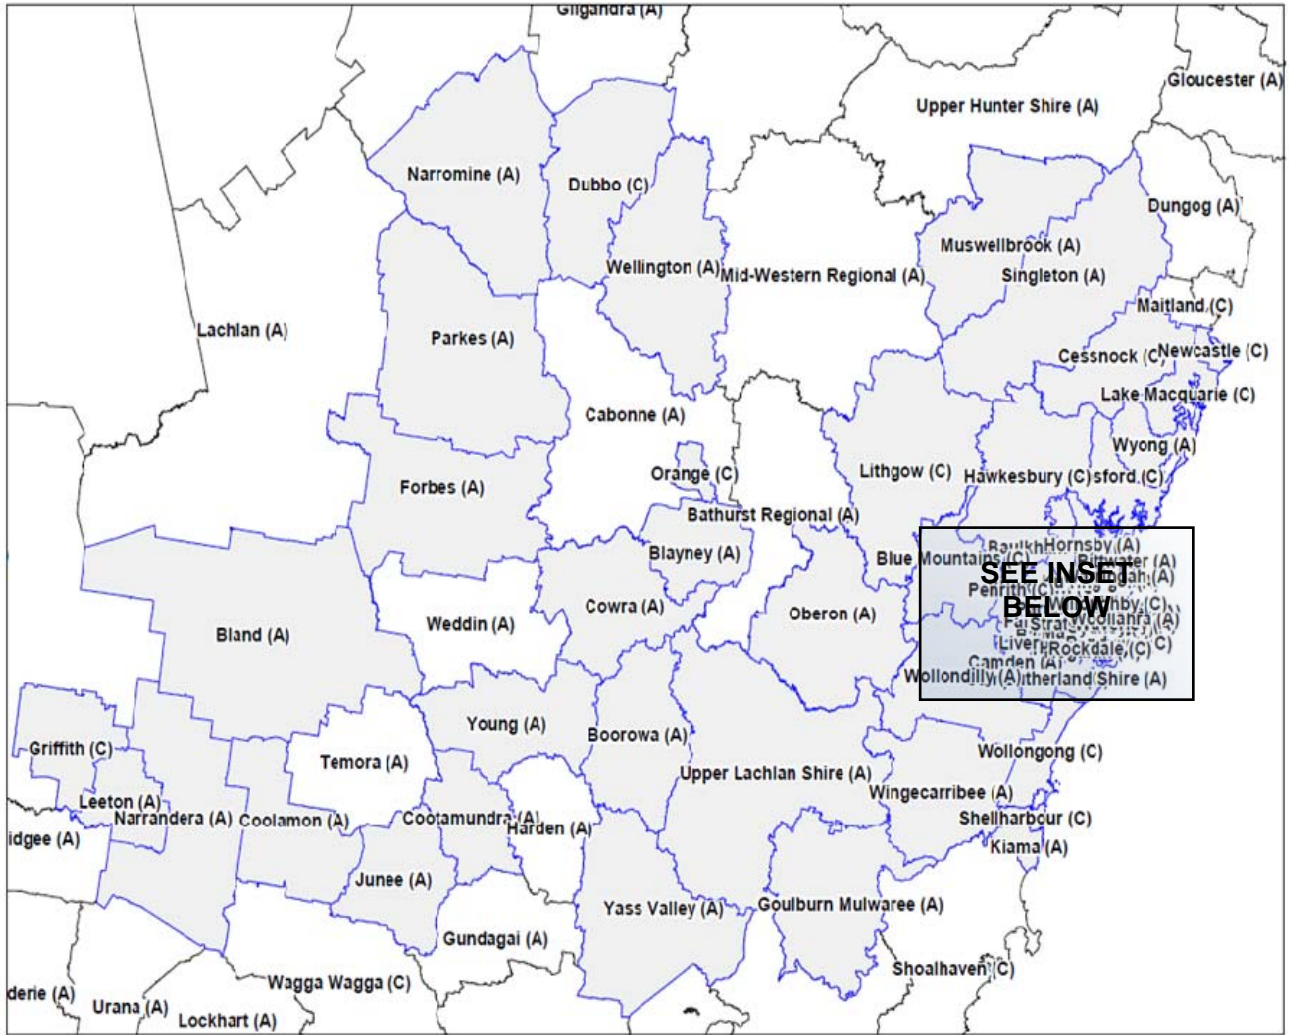 Gilgandra (A)
Gloucester (A)
Upper Hunter Shire (A)
Narromine (A)
Dubbo (C)
Dungog (A)
Muswellbrook (A)
Wellington (A)
Mid-Western Regional (A)
Singleton (A)
Maitland (C)
Lachlan (A)
Parkes (A)
Cessnock (C)
Newcastle (C)
Lake Macquarie (C)
Cabonne (A)
Wyong (A)
Orange (C)
Lithgow (C)
Hawkesbury (C)
sford (C)
Forbes (A)
Bathurst Regional (A)
Blayney (A)
Blue Mountains (C)
Hornsby (A)
SEE INSET
BELOW
Penrith (C)
Cowra (A)
Oberon (A)
Weddin (A)
Woollahra (A)
Bland (A)
Rockdale (C)
Camden (A)
Wollondilly (A)
therland Shire (A)
Young (A)
Boorowa (A)
Griffith (C)
Temora (A)
Wollongong (C)
Upper Lachlan Shire (A)
Wingecarribee (A)
Leeton (A)
Narrandera (A)
Coolamon (A)
Cootamundra (A)
Harden (A)
Shellharbour (C)
idgee (A)
Kiama (A)
Junee (A)
Yass Valley (A)
Goulburn Mulwaree (A)
Gundagai (A)
Shoalhaven (C)
Wagga Wagga (C)
derie (A)
Urana (A)
Lockhart (A)